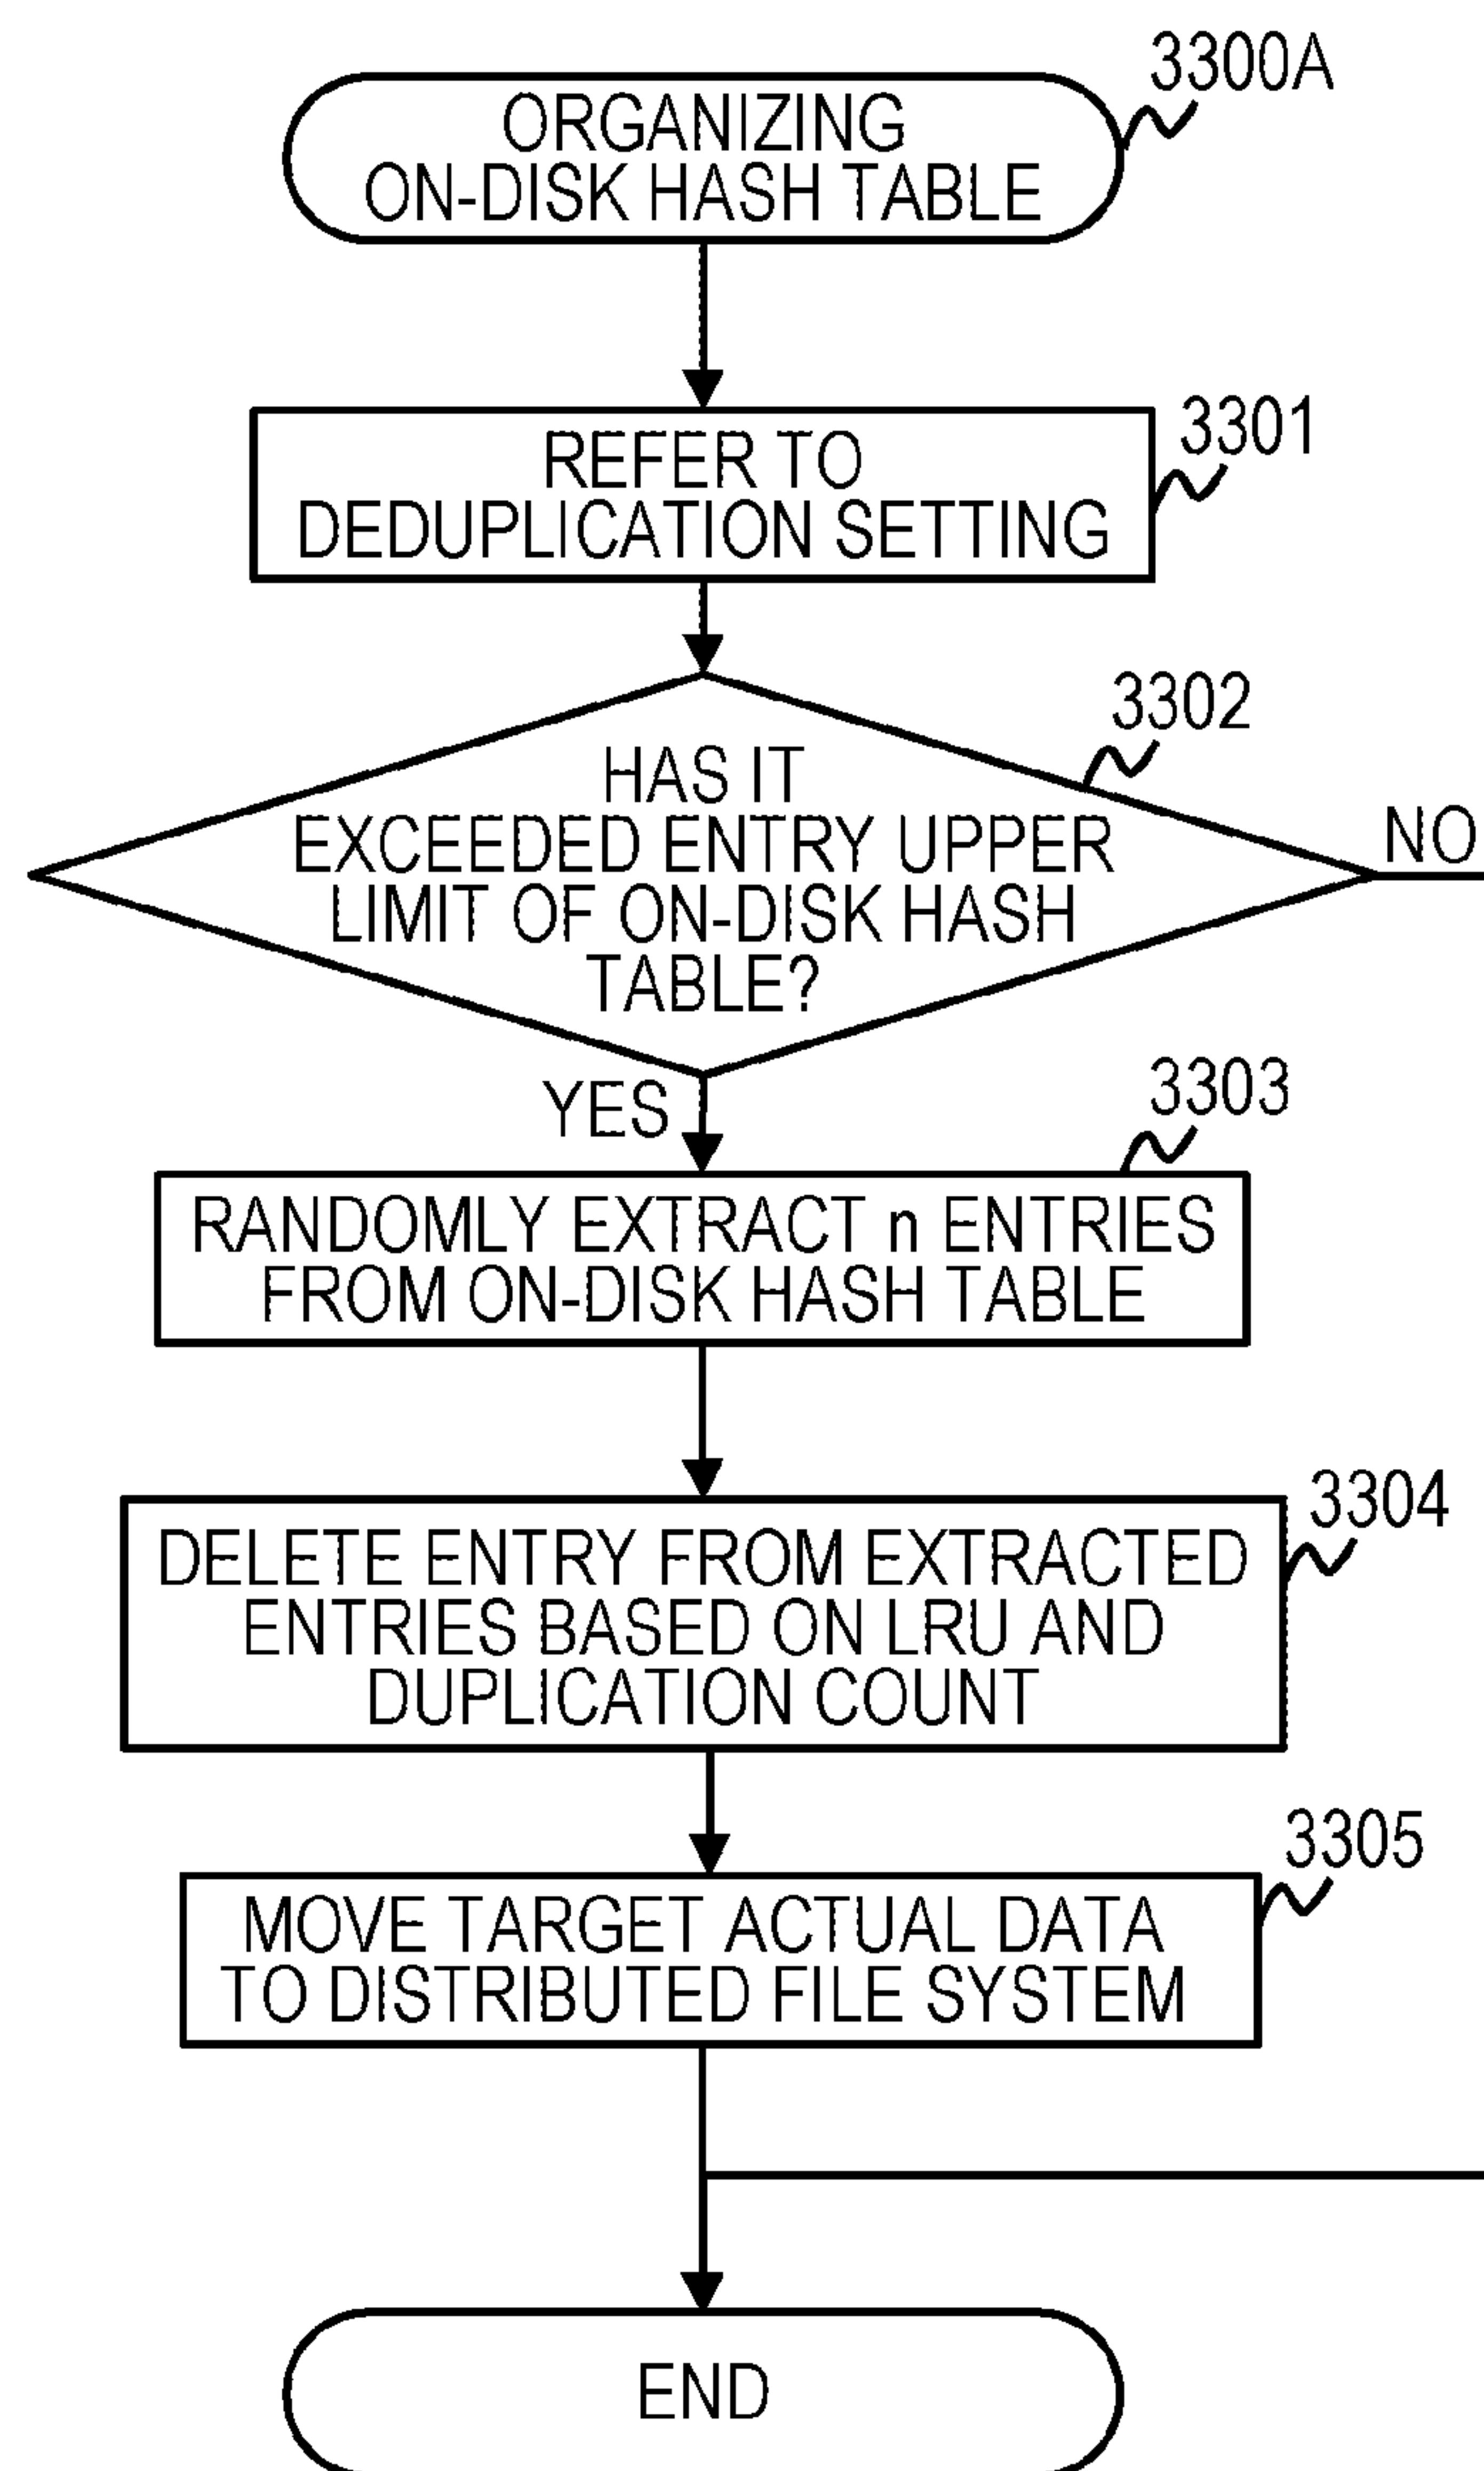 3300A
ORGANIZING
ON-DISK HASH TABLE
3301
REFER TO
DEDUPLICATION SETTING
3302
HAS IT
EXCEEDED ENTRY UPPER
LIMIT OF ON-DISK HASH
TABLE?
NO
YES
3303
RANDOMLY EXTRACT n ENTRIES
FROM ON-DISK HASH TABLE
3304
DELETE ENTRY FROM EXTRACTED
ENTRIES BASED ON LRU AND
DUPLICATION COUNT
3305
MOVE TARGET ACTUAL DATA
TO DISTRIBUTED FILE SYSTEM
END